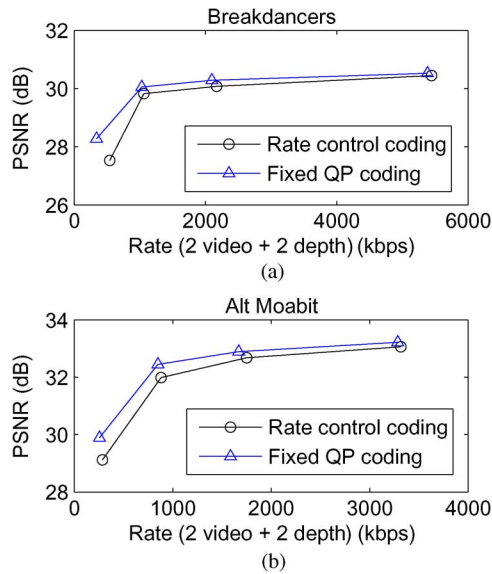 Breakdancers
32
30
28
26
PSNR (dB)
Rate control coding
Fixed QP coding
0
2000
4000
6000
Rate (2 video + 2 depth) (kbps)
(a)
Alt Moabit
34
32
30
28
PSNR (dB)
Rate control coding
Fixed QP coding
0
1000
2000
3000
4000
Rate (2 video + 2 depth) (kbps)
(b)